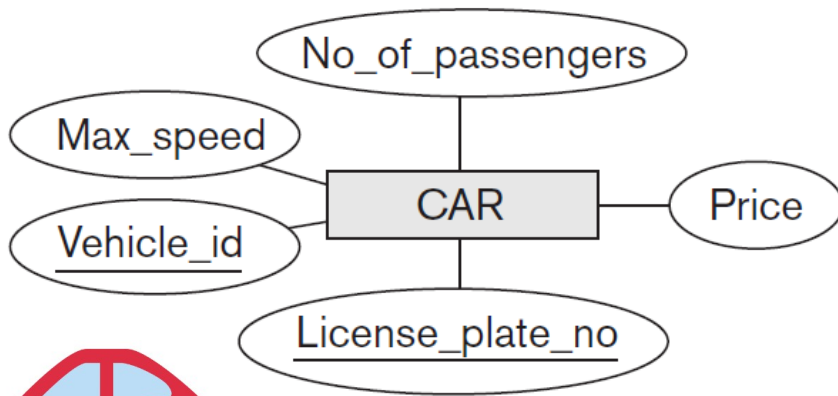 No_of_passengers
Max_speed
CAR
Price
Vehicle_id
License_plate_no